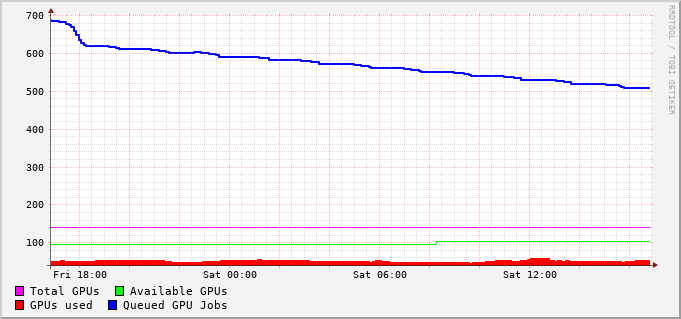 700
600
500
400
300
200
100
Fri 18:00 Sat 00:00 Sat 06:00 Sat 12:00
Total GPUs Available GPUs
GPUs used Queued GPU Jobs
RRDTOOL / TOBI OETIKER